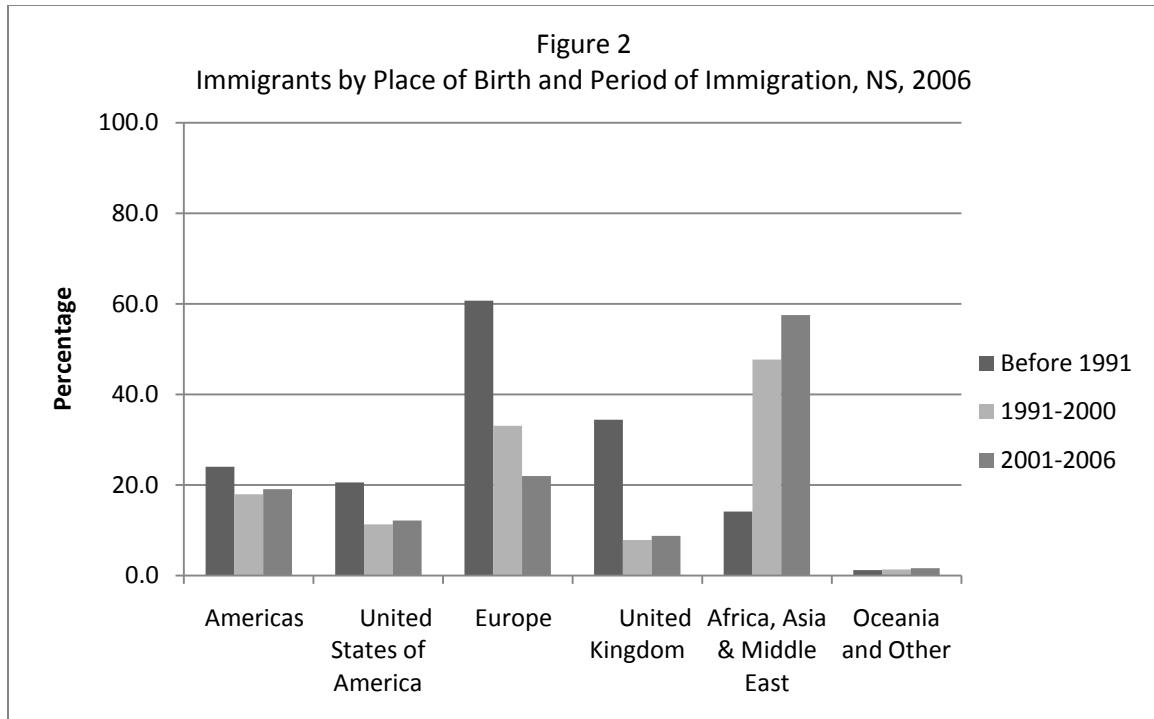 Figure 2
Immigrants by Place of Birth and Period of Immigration, NS, 2006
100.0
80.0
60.0
40.0
20.0
0.0
Percentage
Americas
United
States of
America
Europe
United
Kingdom
Africa, Asia
& Middle
East
Oceania
and Other
Before 1991
1991-2000
2001-2006